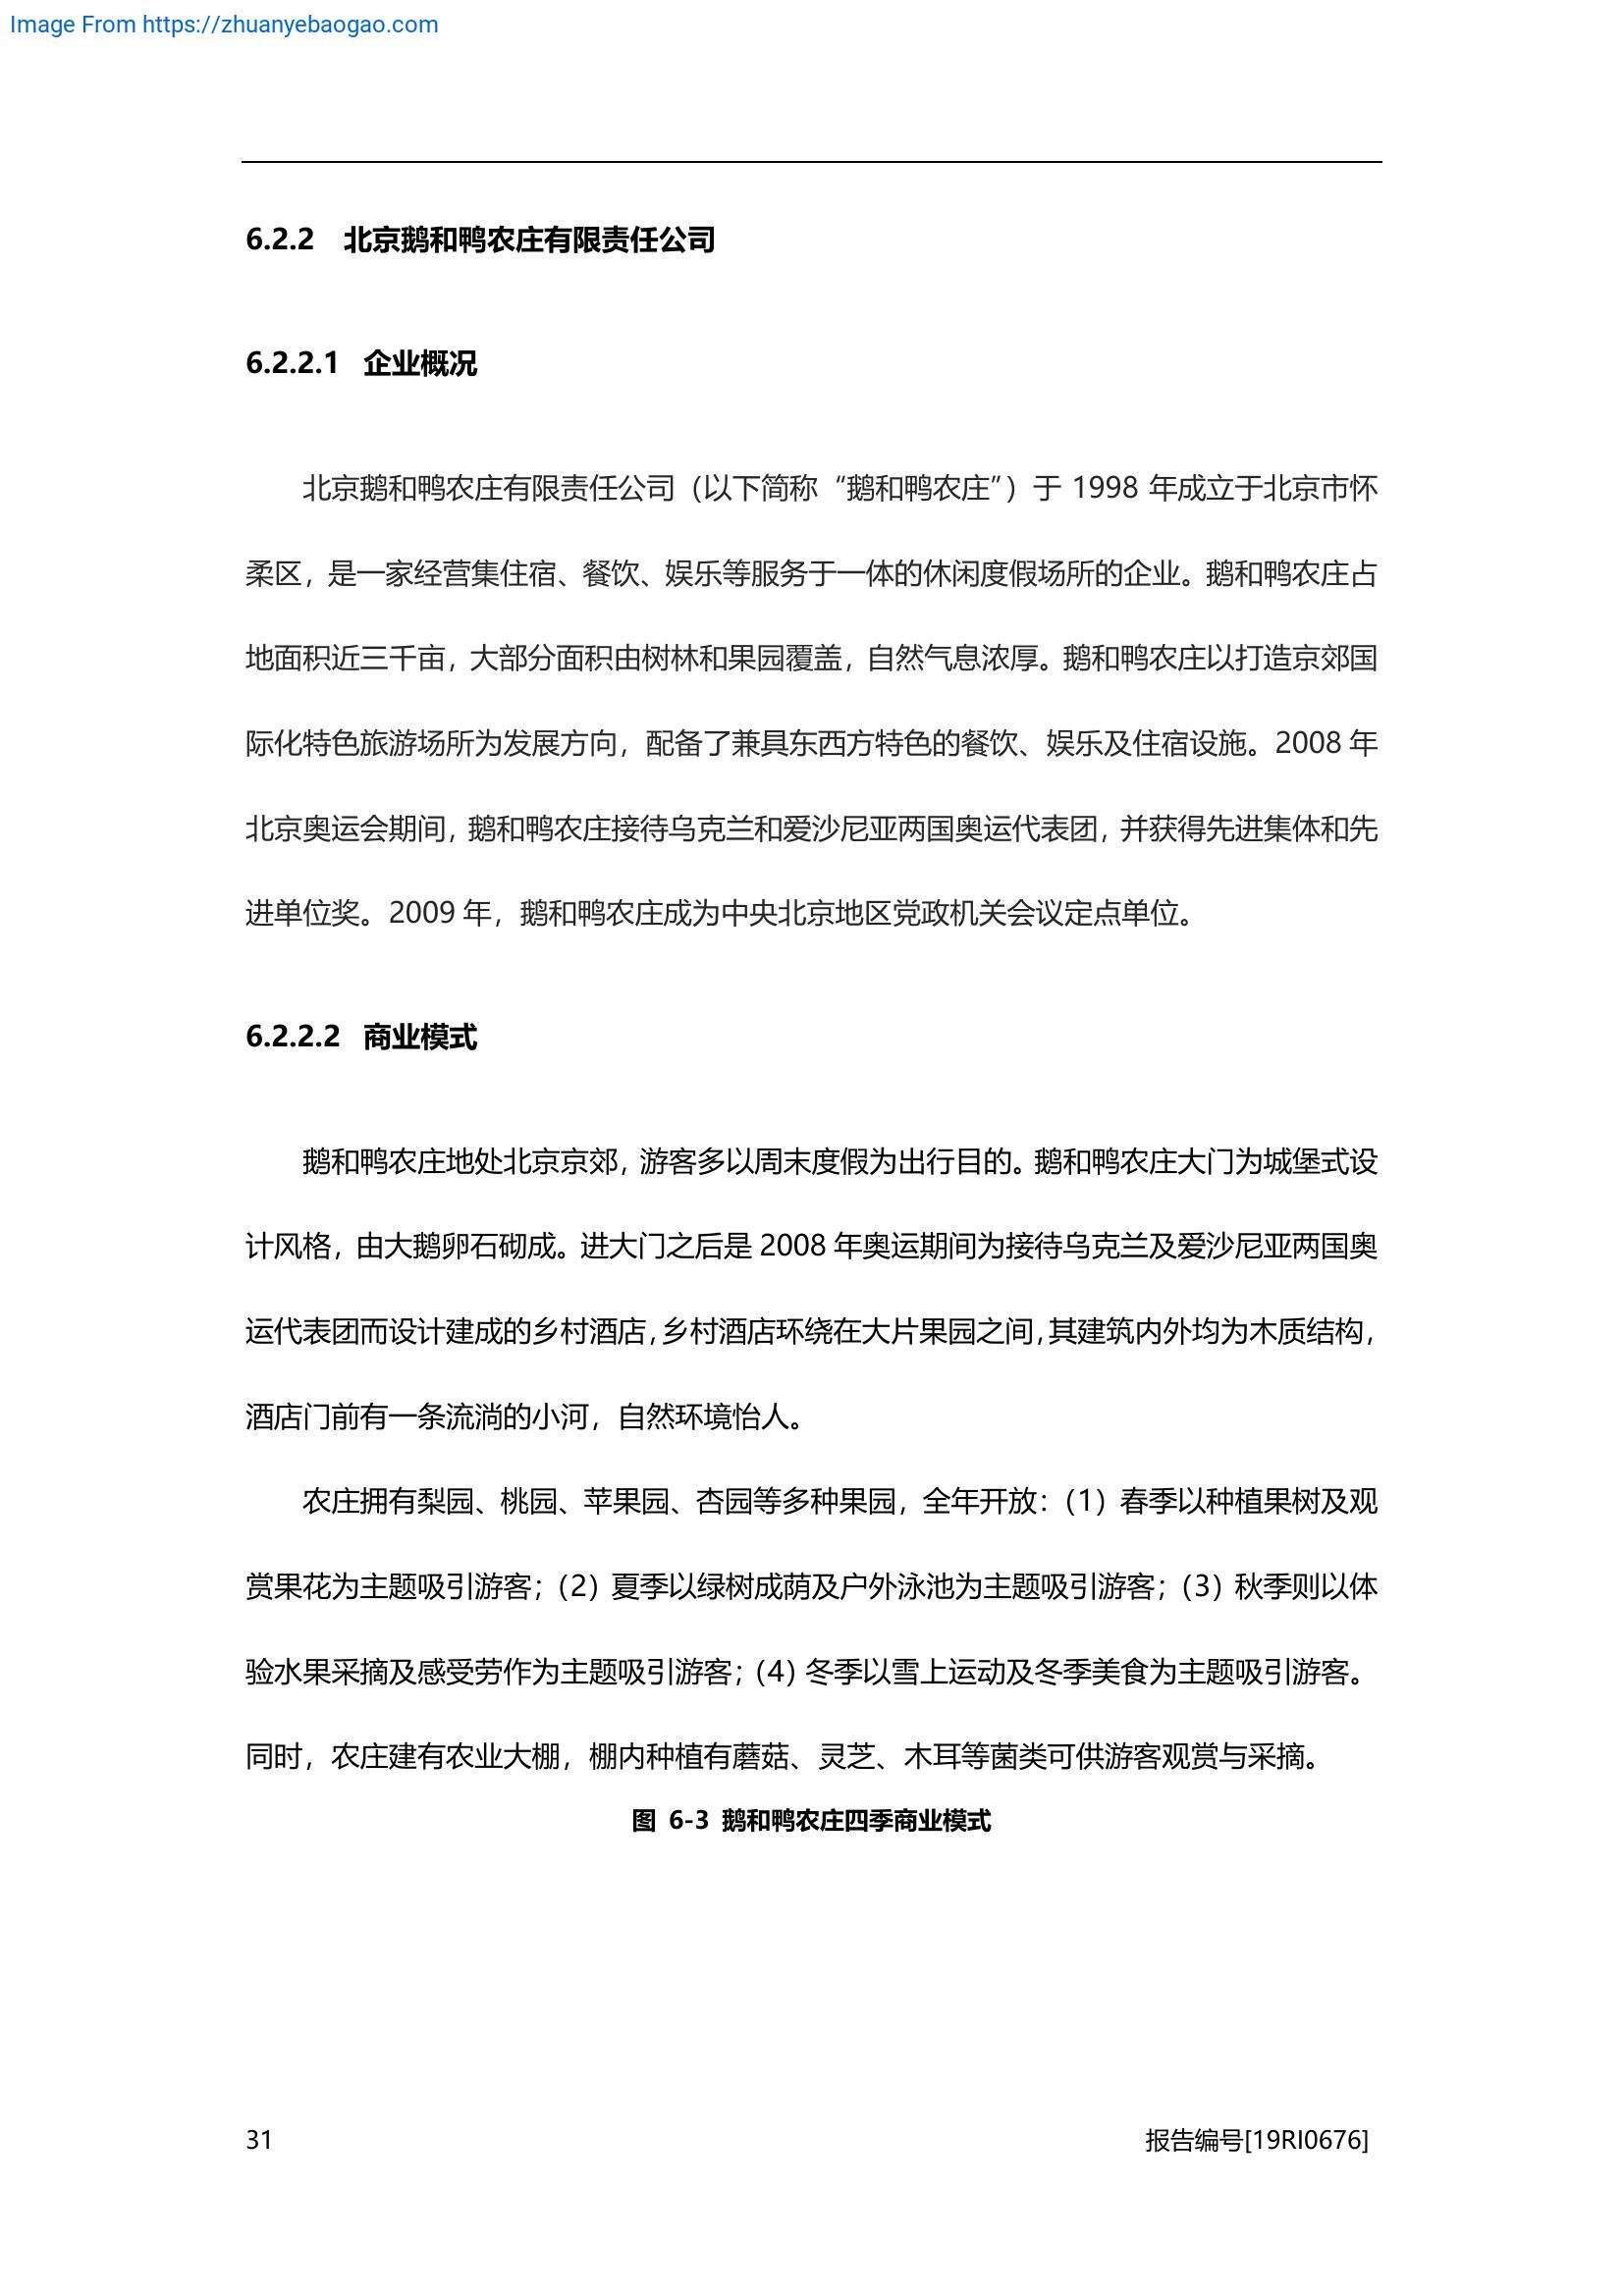 Image From https://zhuanyebaogao.com
6.2.2 北京鹅和鸭农庄有限责任公司
6.2.2.1 企业概况
北京鹅和鸭农庄有限责任公司（以下简称“鹅和鸭农庄”）于 1998 年成立于北京市怀
柔区，是一家经营集住宿、餐饮、娱乐等服务于一体的休闲度假场所的企业。鹅和鸭农庄占
地面积近三千亩，大部分面积由树林和果园覆盖，自然气息浓厚。鹅和鸭农庄以打造京郊国
际化特色旅游场所为发展方向，配备了兼具东西方特色的餐饮、娱乐及住宿设施。2008 年
北京奥运会期间，鹅和鸭农庄接待乌克兰和爱沙尼亚两国奥运代表团，并获得先进集体和先
进单位奖。2009 年，鹅和鸭农庄成为中央北京地区党政机关会议定点单位。
6.2.2.2 商业模式
鹅和鸭农庄地处北京京郊，游客多以周末度假为出行目的。鹅和鸭农庄大门为城堡式设
计风格，由大鹅卵石砌成。进大门之后是 2008 年奥运期间为接待乌克兰及爱沙尼亚两国奥
运代表团而设计建成的乡村酒店，乡村酒店环绕在大片果园之间，其建筑内外均为木质结构，
酒店门前有一条流淌的小河，自然环境怡人。
农庄拥有梨园、桃园、苹果园、杏园等多种果园，全年开放：（1）春季以种植果树及观
赏果花为主题吸引游客；（2）夏季以绿树成荫及户外泳池为主题吸引游客；（3）秋季则以体
验水果采摘及感受劳作为主题吸引游客；（4）冬季以雪上运动及冬季美食为主题吸引游客。
同时，农庄建有农业大棚，棚内种植有蘑菇、灵芝、木耳等菌类可供游客观赏与采摘。
图 6-3 鹅和鸭农庄四季商业模式
31 报告编号[19RI0676]